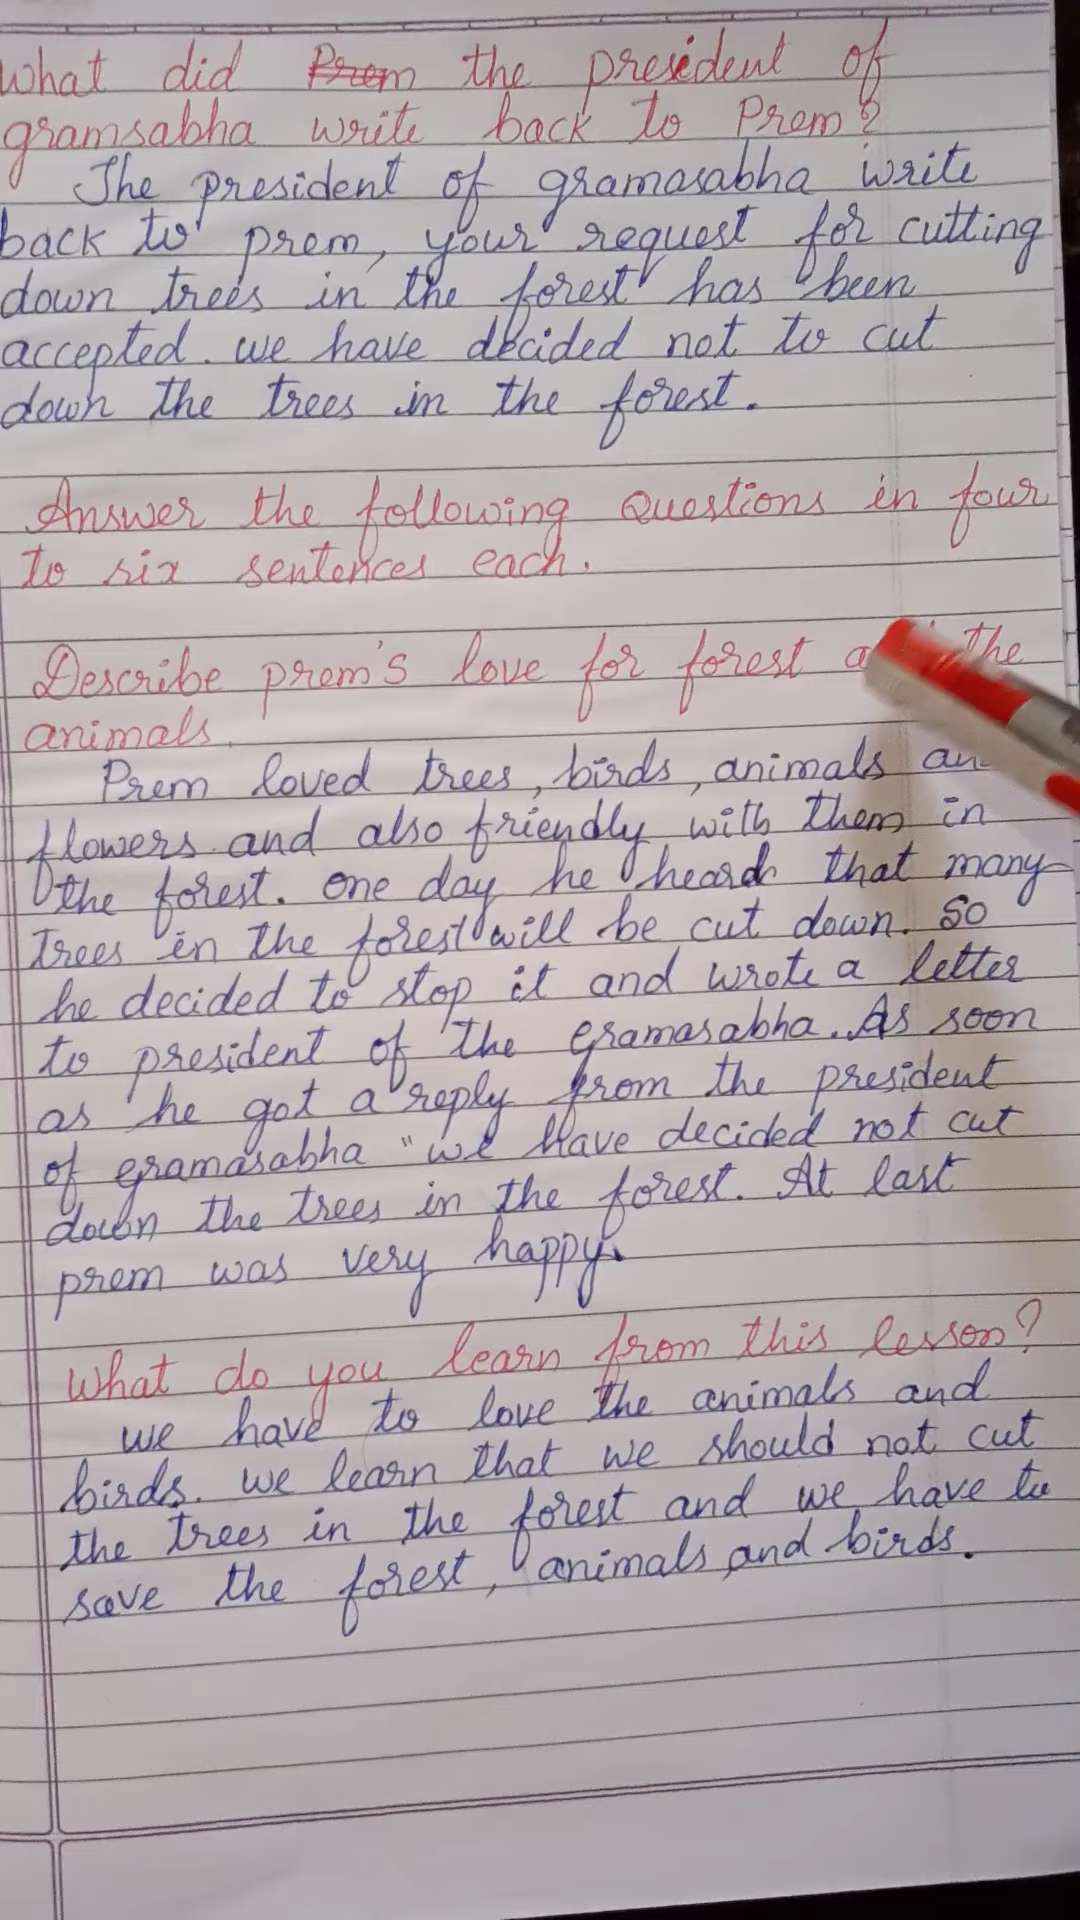 What did the president of
gramsabha write back to Prem?
The president of gramasabha write
back to prem, your request for cutting
down trees in the forest has been
accepted. we have decided not to cut
down the trees in the forest.
Answer the following Questions in four
to six sentences each.
Describe prem's love for forest the
animals.
Prem loved trees, birds, animals
flowers and also friendly with them in
the forest. one day he heard that many
trees in the forest will be cut down. So
he decided to stop it and wrote a letter
to president of the Gramasabha. As soon
as he got a reply from the president
of Gramasabha "we have decided not cut
down the trees in the forest. At last
prem was very happy.
What do you learn from this lesson?
we have to love the animals and
birds. we learn that we should not cut
the trees in the forest and we have to
save the forest, animals, and birds.